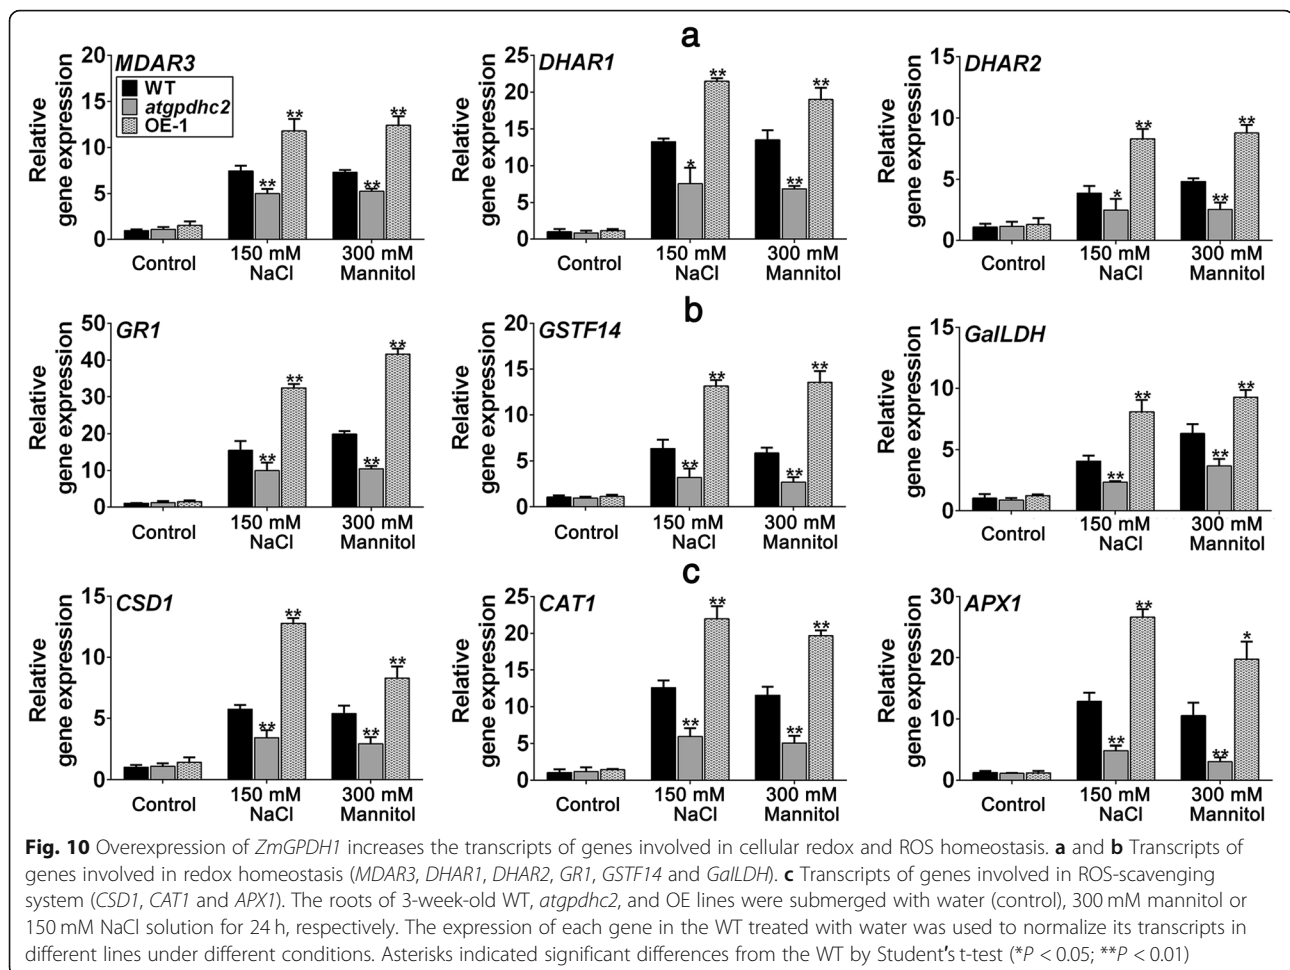 a
MDAR3
WT
atgpdhc2
OE-1
Relative
gene expression
20
15
10
5
0
**
**
**
**
Control
150 mM
NaCl
300 mM
Mannitol
DHAR1
Relative
gene expression
25
20
15
10
5
0
*
**
**
**
Control
150 mM
NaCl
300 mM
Mannitol
DHAR2
Relative
gene expression
15
10
5
0
*
**
**
**
Control
150 mM
NaCl
300 mM
Mannitol
b
GR1
Relative
gene expression
50
40
30
20
10
0
**
**
**
**
Control
150 mM
NaCl
300 mM
Mannitol
GSTF14
Relative
gene expression
20
15
10
5
0
**
**
**
**
Control
150 mM
NaCl
300 mM
Mannitol
GalLDH
Relative
gene expression
15
10
5
0
**
**
**
**
Control
150 mM
NaCl
300 mM
Mannitol
c
CSD1
Relative
gene expression
15
10
5
0
**
**
**
**
Control
150 mM
NaCl
300 mM
Mannitol
CAT1
Relative
gene expression
25
20
15
10
5
0
**
**
**
**
Control
150 mM
NaCl
300 mM
Mannitol
APX1
Relative
gene expression
30
20
10
0
**
**
**
*
Control
150 mM
NaCl
300 mM
Mannitol
Fig. 10 Overexpression of ZmGPDH1 increases the transcripts of genes involved in cellular redox and ROS homeostasis. a and b Transcripts of
genes involved in redox homeostasis (MDAR3, DHAR1, DHAR2, GR1, GSTF14 and GalLDH). c Transcripts of genes involved in ROS-scavenging
system (CSD1, CAT1 and APX1). The roots of 3-week-old WT, atgpdhc2, and OE lines were submerged with water (control), 300 mM mannitol or
150 mM NaCl solution for 24 h, respectively. The expression of each gene in the WT treated with water was used to normalize its transcripts in
different lines under different conditions. Asterisks indicated significant differences from the WT by Student's t-test (*P < 0.05; **P < 0.01)